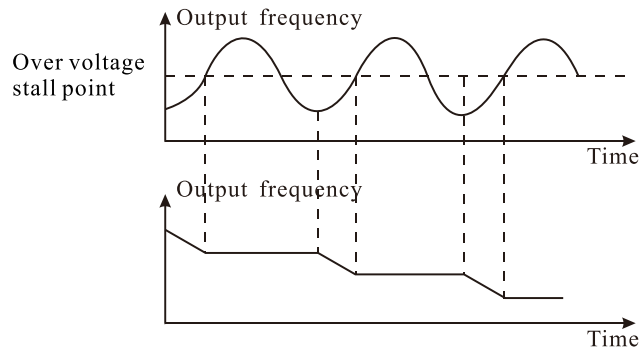 Output frequency
Over voltage
stall point
Time
Output frequency
Time